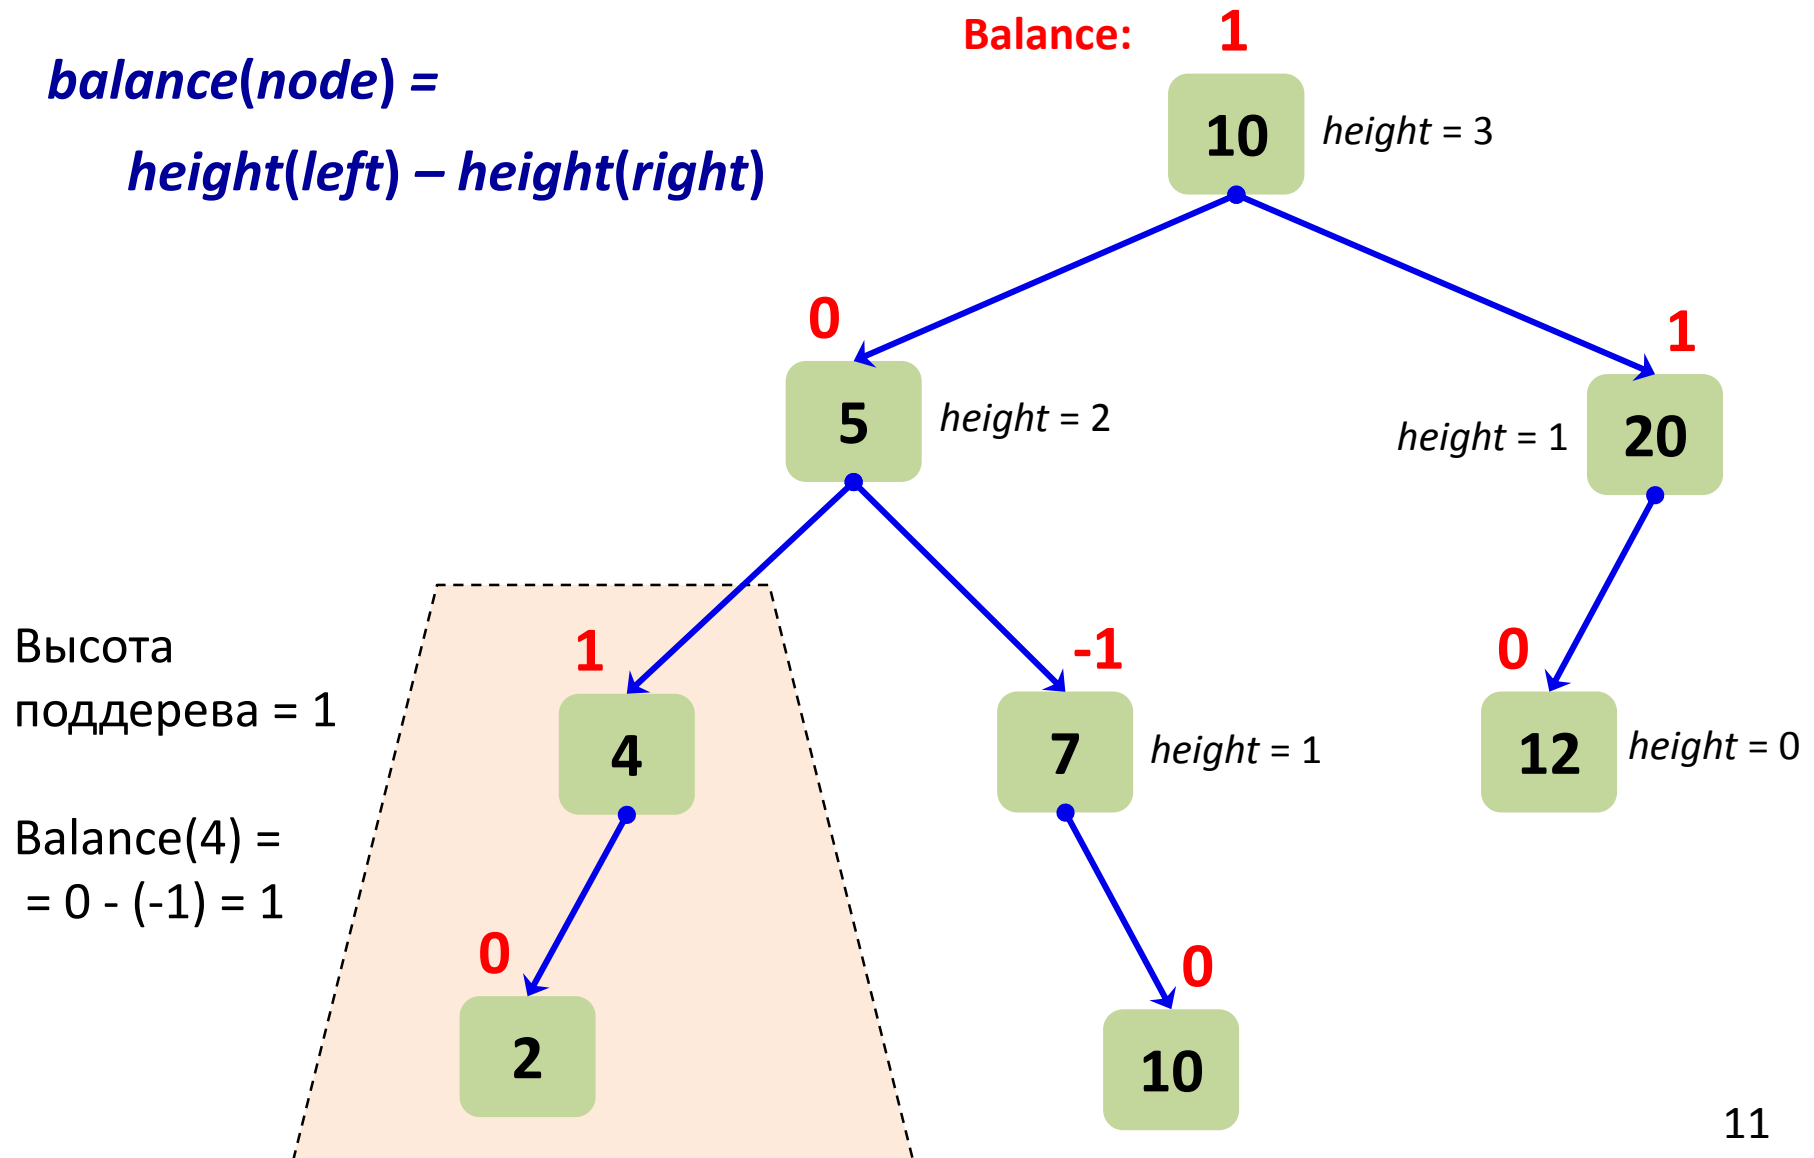 Balance: 1
balance(node) =
height(left) – height(right)
10 height = 3
0
1
5 height = 2
height = 1 20
Высота
поддерева = 1
1
-1
0
4
7 height = 1
12 height = 0
Balance(4) =
= 0 - (-1) = 1
0
0
2
10
11